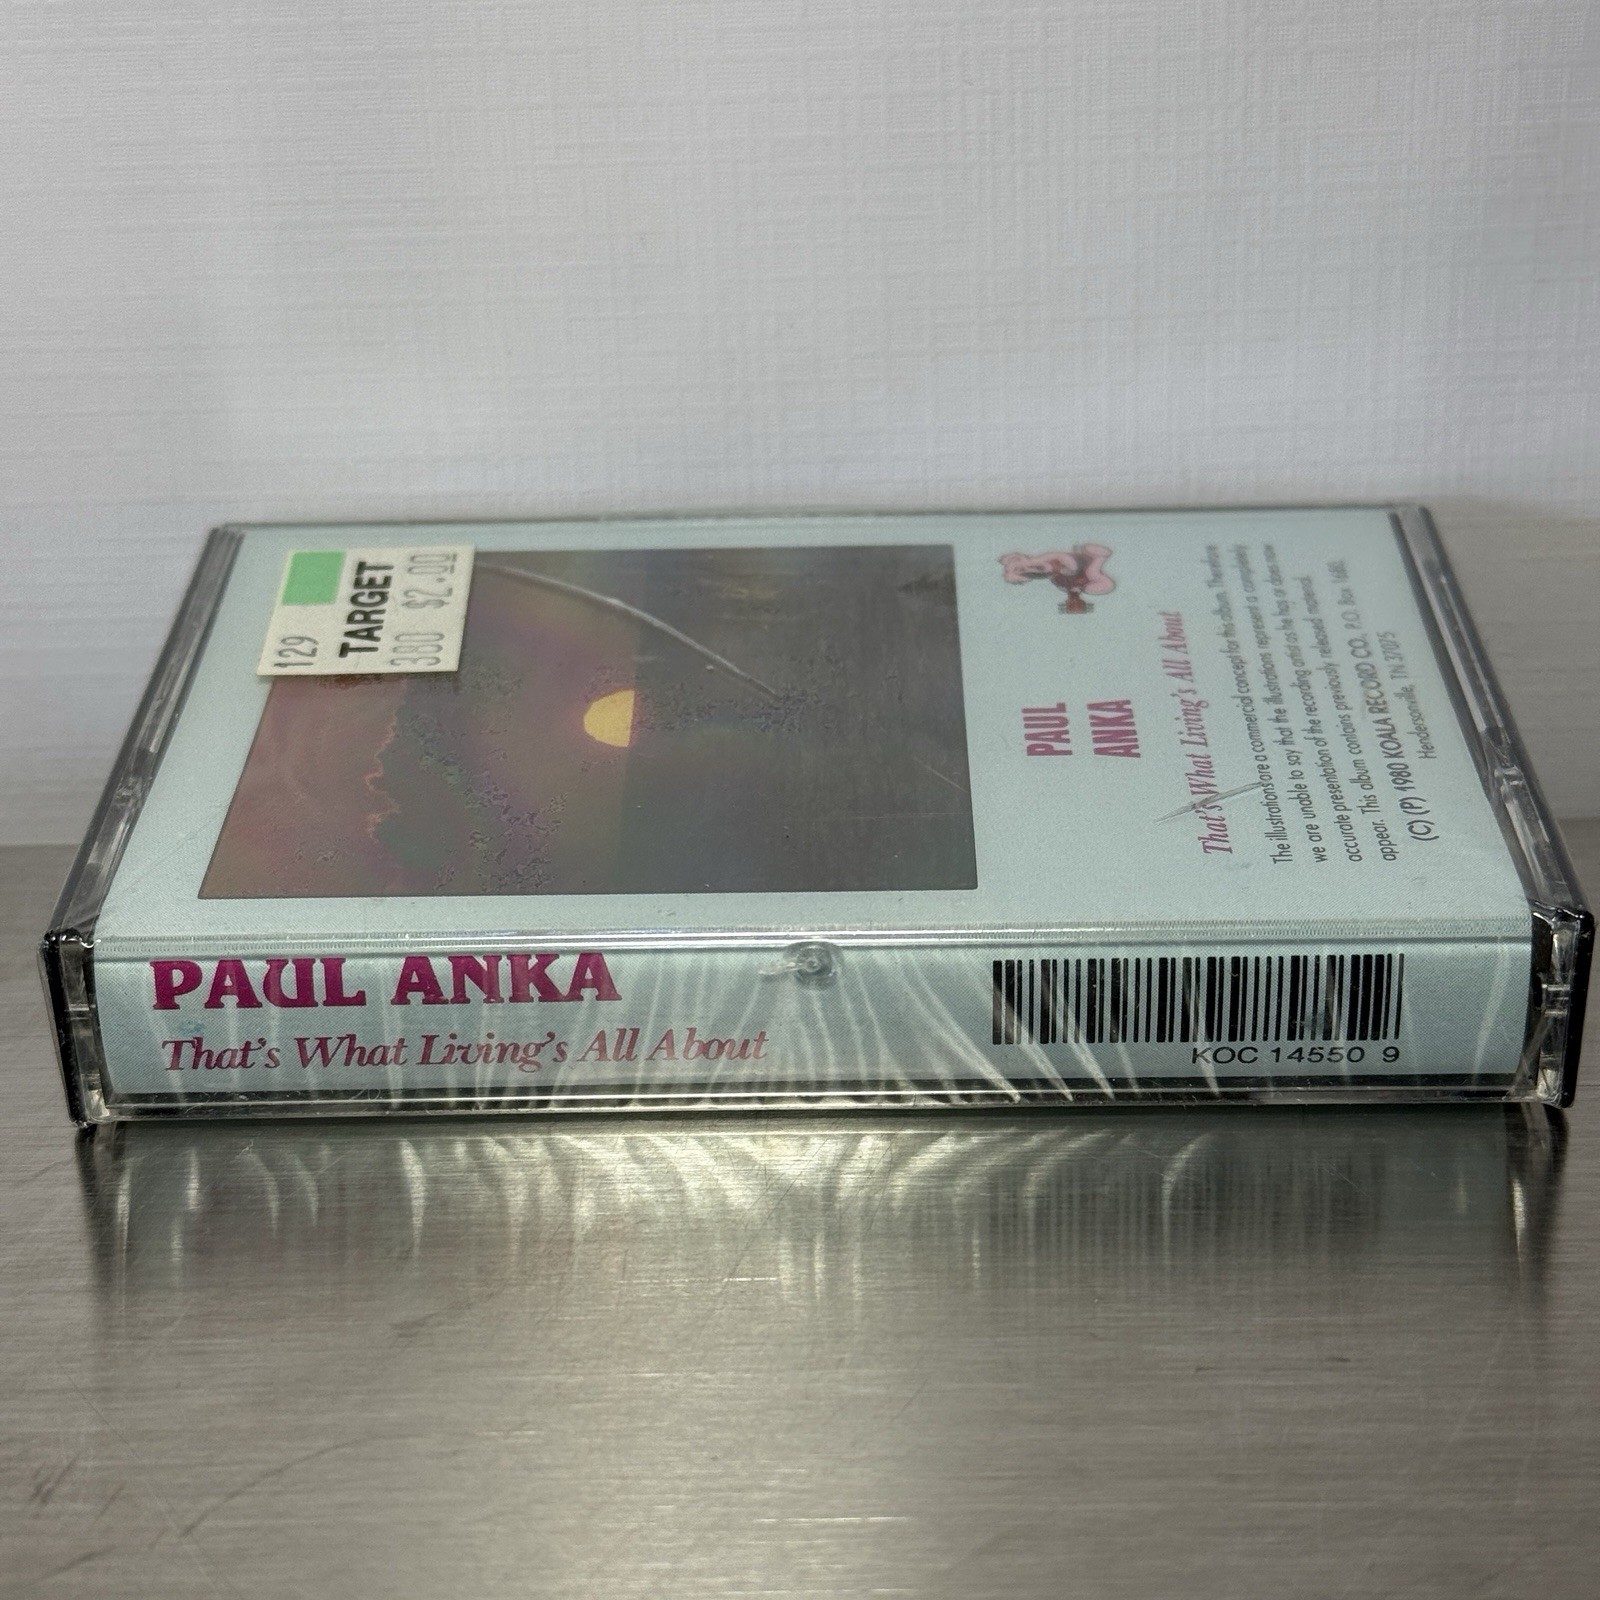 129
TARGET
380 $2.00
PAUL
ANKA
That's What Living's All About
The illustrations are a commercial concept for this album. Therefore
we are unable to say that the illustrations represent a completely
accurate presentation of the recording artist as he may or does now
appear. This album contains previously released material.
(C) (P) 1980 KOALA RECORD CO., P.O. Box 1680,
Hendersonville, TN 37075
PAUL ANKA
That's What Living's All About
KOC 14550 9